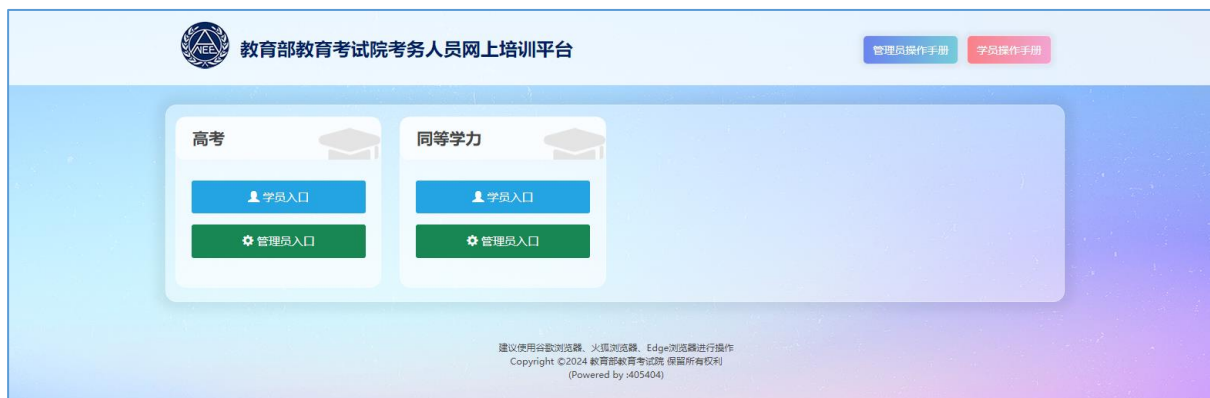 NEEA
教育部教育考试院考务人员网上培训平台
管理员操作手册
学员操作手册
高考
同等学力
学员入口
学员入口
管理员入口
管理员入口
建议使用谷歌浏览器、火狐浏览器、Edge浏览器进行操作
Copyright ©2024 教育部教育考试院 保留所有权利
(Powered by :405404)